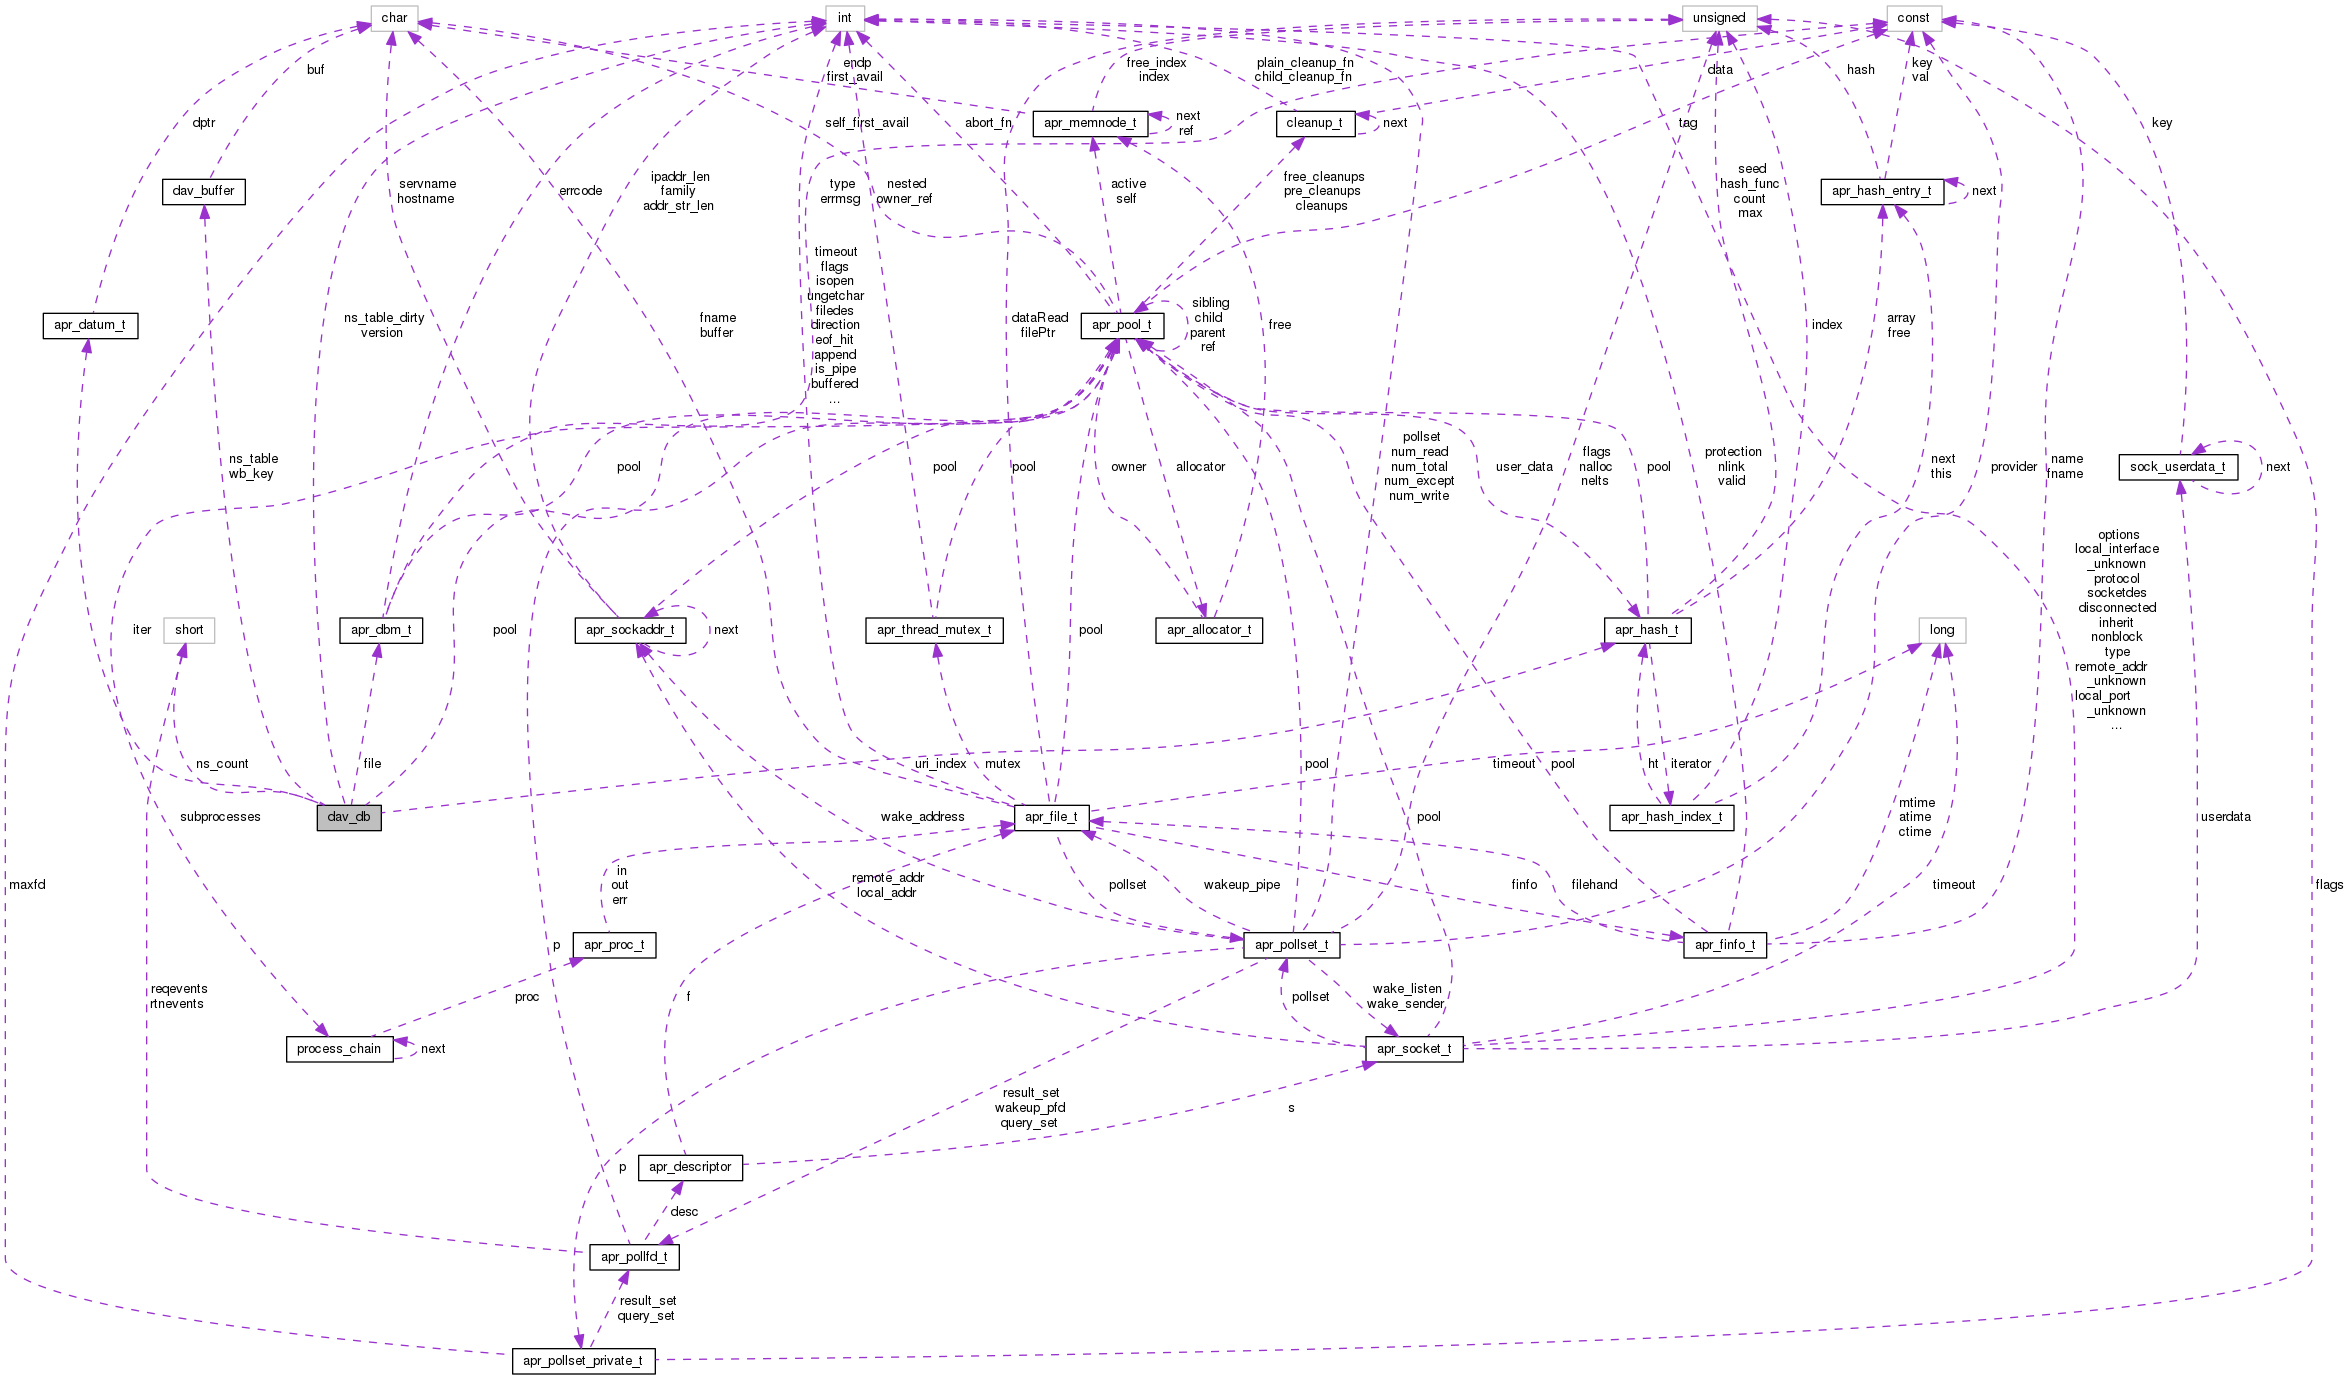 char
int
unsigned
const
endp
first_avail
free_index
index
plain_cleanup_fn
child_cleanup_fn
data
key
val
hash
buf
dptr
self_first_avail
abort_fn
apr_memnode_t
next
ref
cleanup_t
next
tag
key
dav_buffer
servname
hostname
errcode
ipaddr_len
family
addr_str_len
type
errmsg
nested
owner_ref
active
self
free_cleanups
pre_cleanups
cleanups
seed
hash_func
count
max
apr_hash_entry_t
next
apr_datum_t
ns_table_dirty
version
fname
buffer
timeout
flags
isopen
ungetchar
filedes
direction
eof_hit
append
is_pipe
buffered
...
dataRead
filePtr
apr_pool_t
sibling
child
parent
ref
free
index
array
free
ns_table
wb_key
pool
pool
pool
owner
allocator
pollset
num_read
num_total
num_except
num_write
user_data
flags
nalloc
nelts
pool
protection
nlink
valid
next
this
provider
name
fname
sock_userdata_t
next
iter
short
apr_dbm_t
pool
apr_sockaddr_t
next
apr_thread_mutex_t
pool
apr_allocator_t
apr_hash_t
long
options
local_interface
_unknown
protocol
socketdes
disconnected
inherit
nonblock
type
remote_addr
_unknown
local_port
_unknown
...
ns_count
file
uri_index
mutex
pool
timeout
pool
ht
iterator
subprocesses
dav_db
wake_address
apr_file_t
pool
apr_hash_index_t
mtime
atime
ctime
userdata
maxfd
in
out
err
remote_addr
local_addr
pollset
wakeup_pipe
finfo
filehand
timeout
flags
p
apr_proc_t
apr_pollset_t
apr_finfo_t
reqevents
rtnevents
proc
f
pollset
wake_listen
wake_sender
process_chain
next
apr_socket_t
result_set
wakeup_pfd
query_set
s
p
apr_descriptor
desc
apr_pollfd_t
result_set
query_set
apr_pollset_private_t